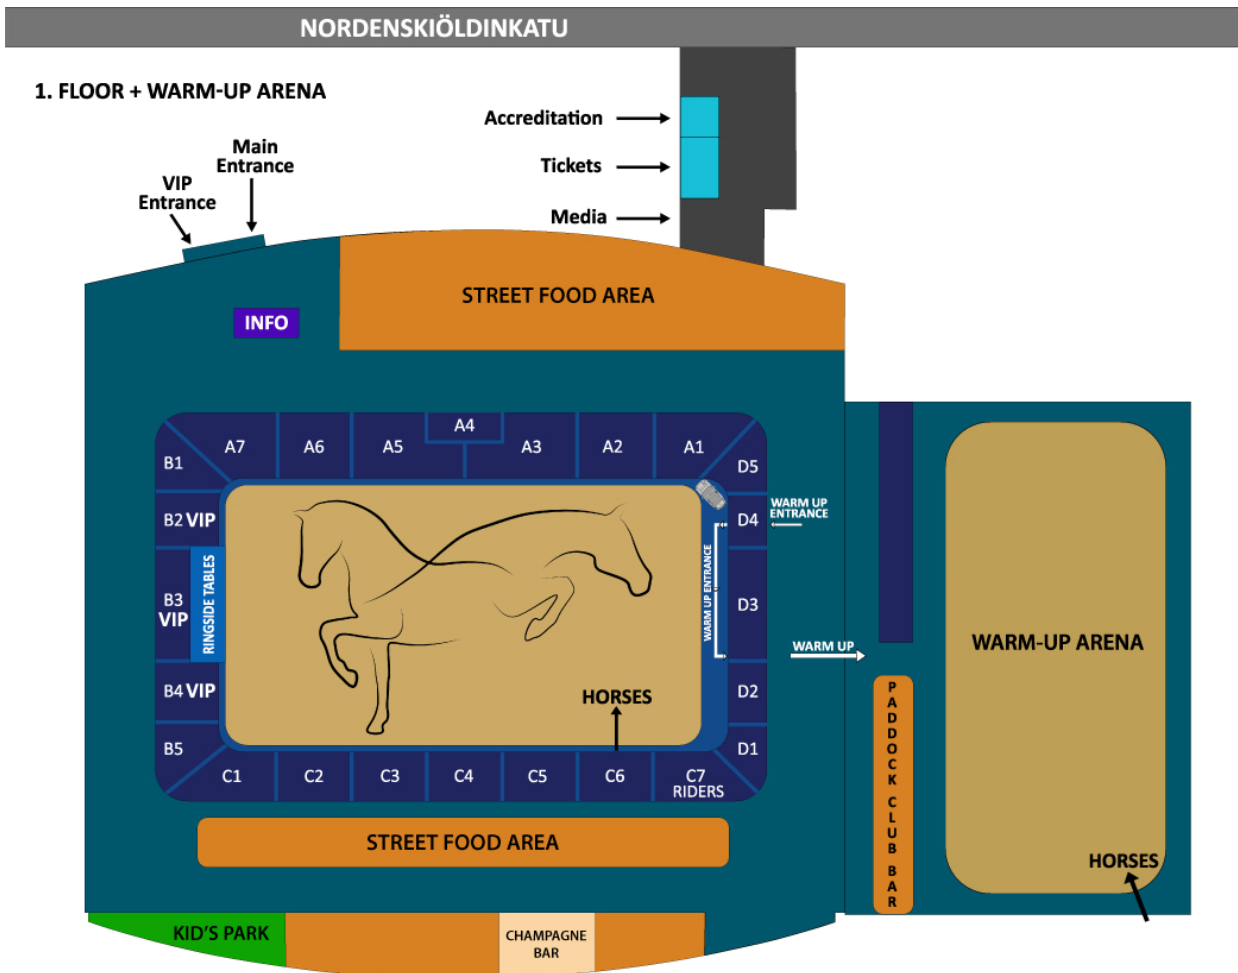 NORDENSKIÖLDINKATU
1. FLOOR + WARM-UP ARENA
Accreditation
Tickets
Media
Main
Entrance
VIP
Entrance
STREET FOOD AREA
INFO
A7
A6
A5
A4
A3
A2
A1
B1
B2 VIP
B3
VIP
B4 VIP
B5
RINGSIDE TABLES
D5
D4
D3
D2
D1
WARM UP
ENTRANCE
WARM UP ENTRANCE
WARM UP
HORSES
C1
C2
C3
C4
C5
C6
C7
RIDERS
WARM-UP ARENA
PADDOCK CLUB BAR
HORSES
STREET FOOD AREA
KID'S PARK
CHAMPAGNE
BAR